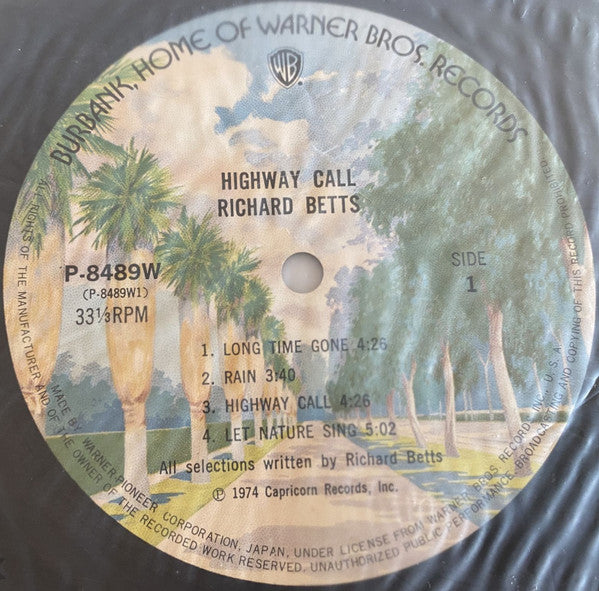 BURBANK, HOME OF WARNER BROS. RECORDS
WB
HIGHWAY CALL
RICHARD BETTS
P-8489W
(P-8489W1)
33⅓RPM
SIDE
1
1. LONG TIME GONE 4:26
2. RAIN 3:40
3. HIGHWAY CALL 4:26
4. LET NATURE SING 5:02
All selections written by Richard Betts
Ⓟ 1974 Capricorn Records, Inc.
MADE BY WARNER-PIONEER CORPORATION, JAPAN, UNDER LICENSE FROM WARNER BROS. RECORDS INC., U.S.A.
ALL RIGHTS OF THE MANUFACTURER AND OF THE OWNER OF THE RECORDED WORK RESERVED. UNAUTHORIZED PUBLIC PERFORMANCE, BROADCASTING AND COPYING OF THIS RECORD PROHIBITED.